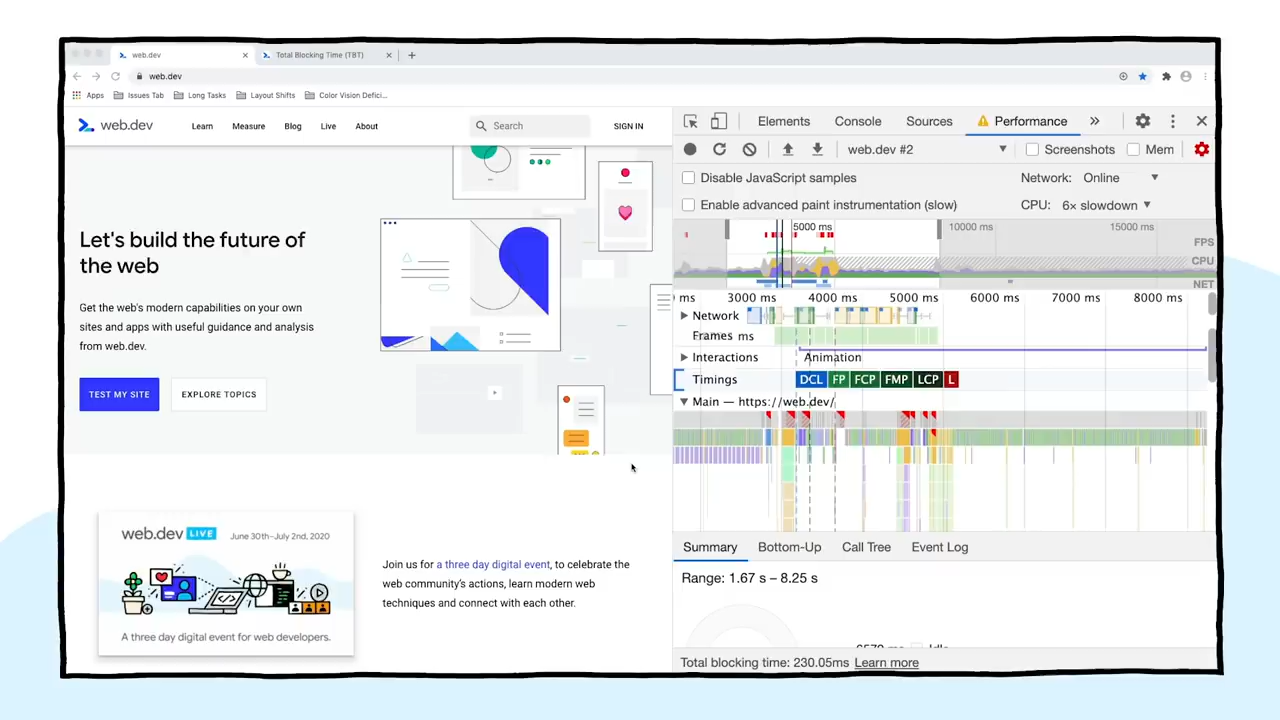 web.dev
Total Blocking Time (TBT)
web.dev
Apps
Issues Tab
Long Tasks
Layout Shifts
Color Vision Defici...
web.dev
Learn
Measure
Blog
Live
About
Search
SIGN IN
Let's build the future of
the web
Get the web's modern capabilities on your own
sites and apps with useful guidance and analysis
from web.dev.
TEST MY SITE
EXPLORE TOPICS
web.dev LIVE
June 30th–July 2nd, 2020
A three day digital event for web developers.
Join us for a three day digital event, to celebrate the
web community's actions, learn modern web
techniques and connect with each other.
Elements
Console
Sources
Performance
web.dev #2
Screenshots
Mem
Disable JavaScript samples
Network: Online
Enable advanced paint instrumentation (slow)
CPU: 6× slowdown
5000 ms
10000 ms
15000 ms
FPS
CPU
NET
ms
3000 ms
4000 ms
5000 ms
6000 ms
7000 ms
8000 ms
Network
Frames ms
Interactions
Animation
Timings
DCL
FP
FCP
FMP
LCP
L
Main — https://web.dev/
Summary
Bottom-Up
Call Tree
Event Log
Range: 1.67 s – 8.25 s
Total blocking time: 230.05ms Learn more